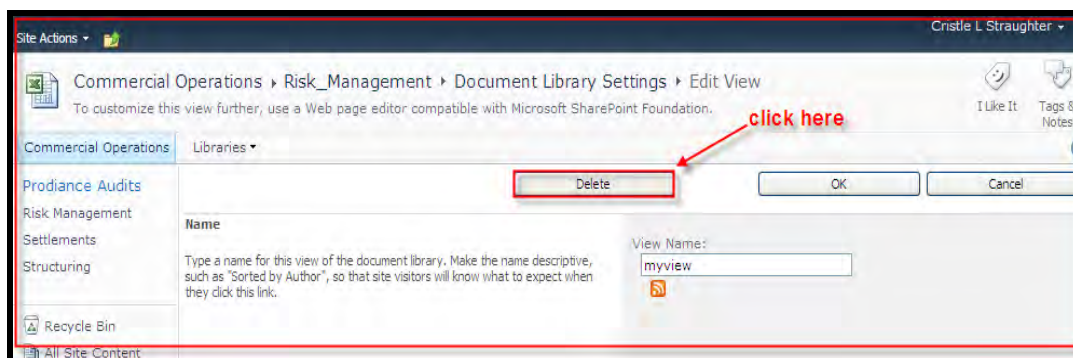 Site Actions
Cristle L Straughter
Commercial Operations Risk_Management Document Library Settings Edit View
To customize this view further, use a Web page editor compatible with Microsoft SharePoint Foundation.
I Like It
Tags &
Notes
click here
Commercial Operations Libraries
Delete OK Cancel
Prodiance Audits
Risk Management
Settlements
Structuring
Name
Type a name for this view of the document library. Make the name descriptive,
such as "Sorted by Author", so that site visitors will know what to expect when
they click this link.
View Name:
myview
Recycle Bin
All Site Content